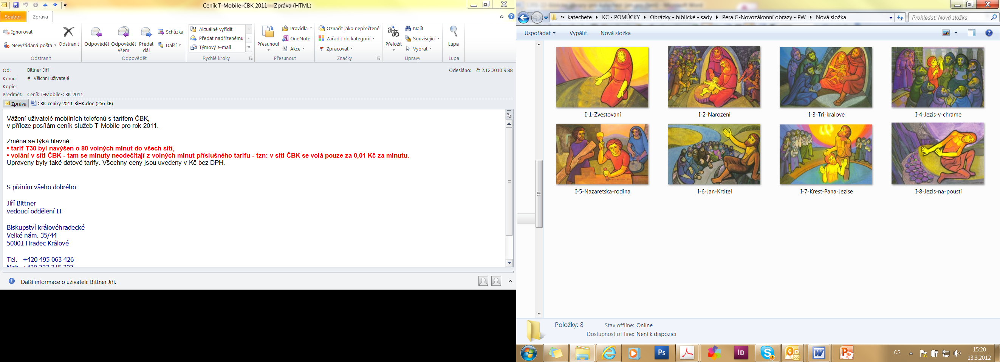 Ceník T-Mobile-ČBK 2011 - Zpráva (HTML)
Soubor
Zpráva
Ignorovat
Nevyžádaná pošta
Odstranit
Odstranit
Odpovědět
Odpovědět všem
Předat dál
Schůzka
Další
Odpovědět
Aktuálně vyřídit
Předat nadřízenému
Týmový e-mail
Rychlé kroky
Přesunout
Pravidla
OneNote
Akce
Přesunout
Označit jako nepřečtené
Zařadit do kategorií
Zpracovat
Značky
Přeložit
Najít
Související
Vybrat
Úpravy
Lupa
Lupa
Od: Bittner Jiří
Odesláno: čt 2.12.2010 9:38
Komu: # Všichni uživatelé
Kopie:
Předmět: Ceník T-Mobile-ČBK 2011
Zpráva
CBK ceniky 2011 BiHK.doc (256 kB)
Vážení uživatelé mobilních telefonů s tarifem ČBK,
v příloze posílám ceník služeb T-Mobile pro rok 2011.
Změna se týká hlavně:
• tarif T30 byl navýšen o 80 volných minut do všech sítí,
• volání v síti ČBK - tam se minuty neodečítají z volných minut příslušného tarifu - tzn: v síti ČBK se volá pouze za 0,01 Kč za minutu.
Upraveny byly také datové tarify. Všechny ceny jsou uvedeny v Kč bez DPH.
S přáním všeho dobrého
Jiří Bittner
vedoucí oddělení IT
Biskupství královéhradecké
Velké nám. 35/44
50001 Hradec Králové
Tel. +420 495 063 426
Další informace o uživateli: Bittner Jiří.
« katechete ▸ KC - POMŮCKY ▸ Obrázky - biblické - sady ▸ Pera G-Novozákonní obrazy - PW ▸ Nová složka
Prohledat: Nová složka
Uspořádat
Vypálit
Nová složka
I-1-Zvestovani
I-2-Narozeni
I-3-Tri-kralove
I-4-Jezis-v-chrame
I-5-Nazaretska-rodina
I-6-Jan-Krtitel
I-7-Krest-Pana-Jezise
I-8-Jezis-na-pousti
Položky: 8
Stav offline: Online
Dostupnost offline: Není k dispozici
Ps
ID
S
2
W
P
CS
15:20
13.3.2012